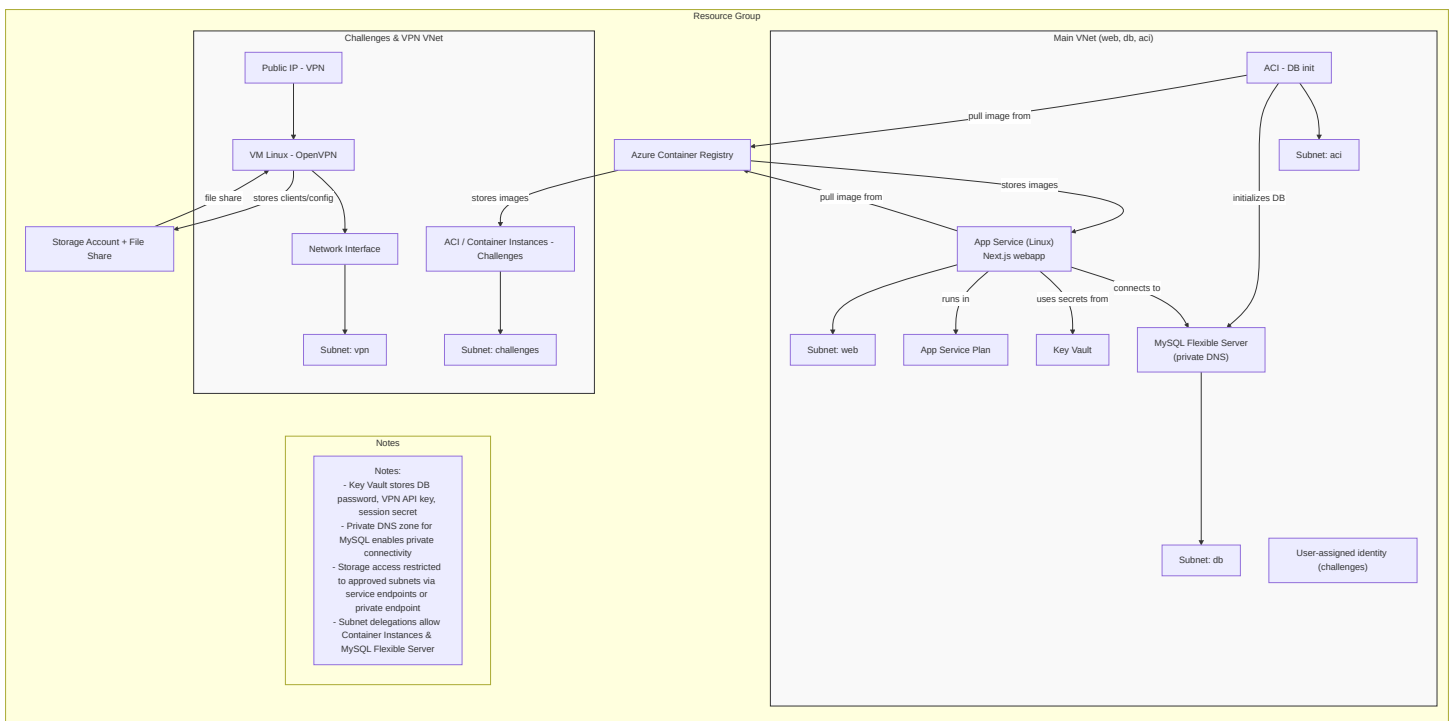 Resource Group
Challenges & VPN VNet
Main VNet (web, db, aci)
Public IP - VPN
ACI - DB init
pull image from
VM Linux - OpenVPN
Azure Container Registry
Subnet: aci
stores images
file share
stores clients/config
stores images
pull image from
initializes DB
Storage Account + File
Share
Network Interface
ACI / Container Instances -
Challenges
App Service (Linux)
Next.js webapp
connects to
runs in
uses secrets from
Subnet: vpn
Subnet: challenges
Subnet: web
App Service Plan
Key Vault
MySQL Flexible Server
(private DNS)
Notes
Notes:
- Key Vault stores DB
password, VPN API key,
session secret
- Private DNS zone for
MySQL enables private
connectivity
- Storage access restricted
to approved subnets via
service endpoints or
private endpoint
- Subnet delegations allow
Container Instances &
MySQL Flexible Server
Subnet: db
User-assigned identity
(challenges)